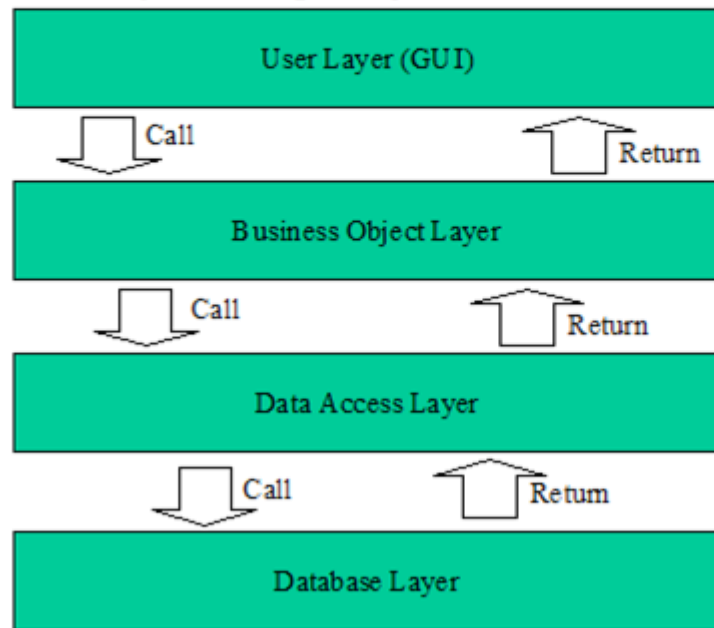 User Layer (GUI)
Call
Return
Business Object Layer
Call
Return
Data Access Layer
Call
Return
Database Layer